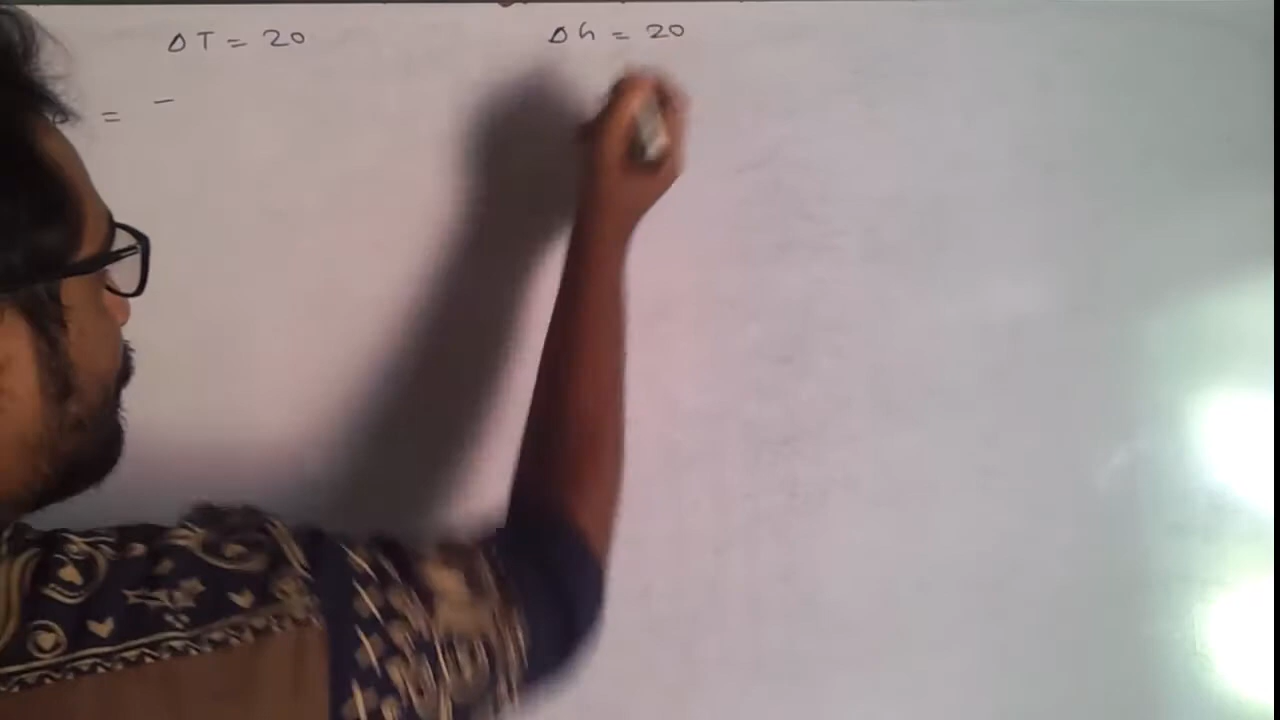 ΔT = 20
Δh = 20
= -